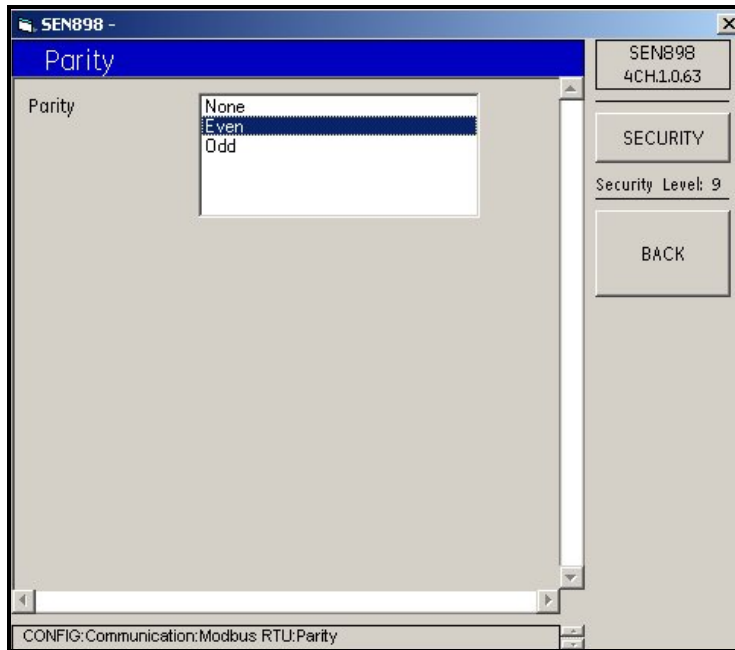 SEN898 -
Parity
SEN898
4CH.1.0.63
Parity
None
Even
Odd
SECURITY
Security Level: 9
BACK
CONFIG:Communication:Modbus RTU:Parity